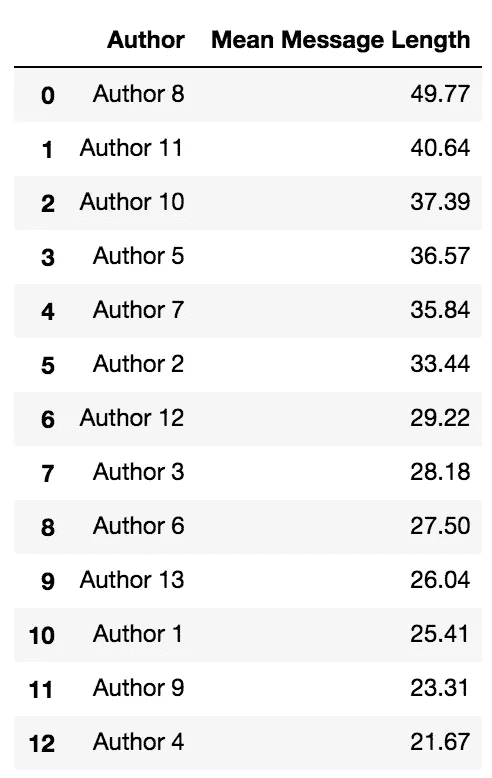 Author Mean Message Length
0 Author 8 49.77
1 Author 11 40.64
2 Author 10 37.39
3 Author 5 36.57
4 Author 7 35.84
5 Author 2 33.44
6 Author 12 29.22
7 Author 3 28.18
8 Author 6 27.50
9 Author 13 26.04
10 Author 1 25.41
11 Author 9 23.31
12 Author 4 21.67